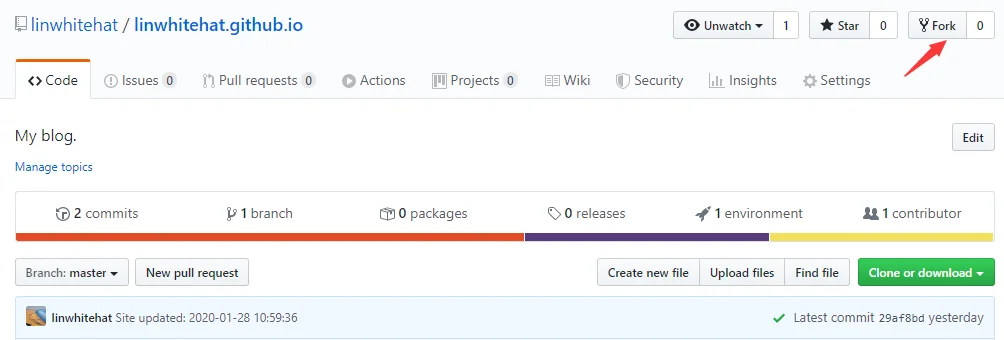 linwhitehat / linwhitehat.github.io Unwatch 1 Star 0 Fork 0
Code Issues 0 Pull requests 0 Actions Projects 0 Wiki Security Insights Settings
My blog. Edit
Manage topics
2 commits 1 branch 0 packages 0 releases 1 environment 1 contributor
Branch: master New pull request Create new file Upload files Find file Clone or download
linwhitehat Site updated: 2020-01-28 10:59:36 Latest commit 29af8bd yesterday